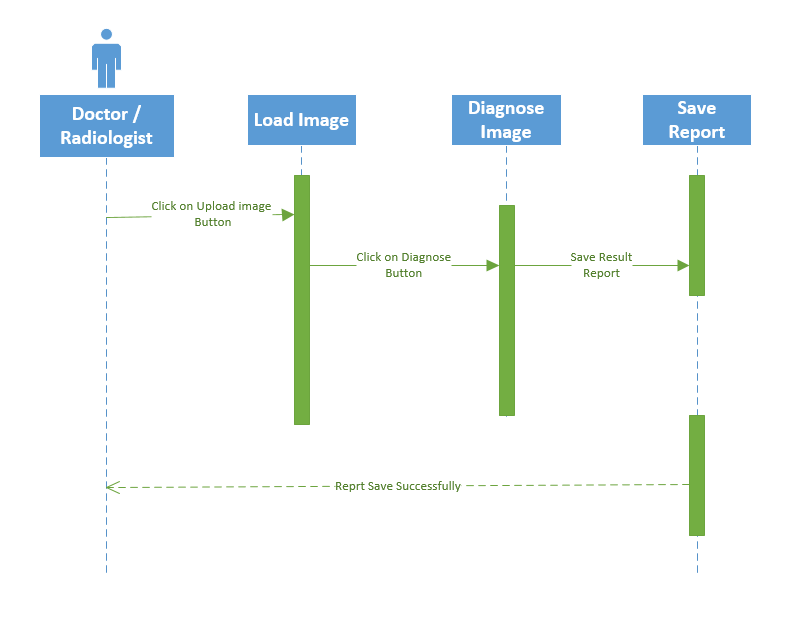 Doctor /
Radiologist
Load Image
Diagnose
Image
Save
Report
Click on Upload image
Button
Click on Diagnose
Button
Save Result
Report
Reprt Save Successfully